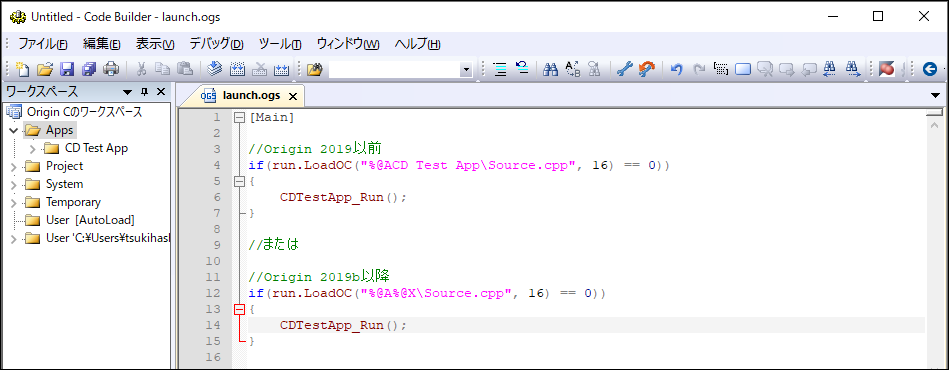 Untitled - Code Builder - launch.ogs
ファイル(F) 編集(E) 表示(V) デバッグ(D) ツール(T) ウィンドウ(W) ヘルプ(H)
ワークスペース
Origin Cのワークスペース
Apps
CD Test App
Project
System
Temporary
User [AutoLoad]
User 'C:¥Users¥tsukihasl
launch.ogs
1 [Main]
2
3 //Origin 2019以前
4 if(run.LoadOC("%@ACD Test App\Source.cpp", 16) == 0))
5 {
6 CDTestApp_Run();
7 }
8
9 //または
10
11 //Origin 2019b以降
12 if(run.LoadOC("%@A%@X\Source.cpp", 16) == 0))
13 {
14 CDTestApp_Run();
15 }
16